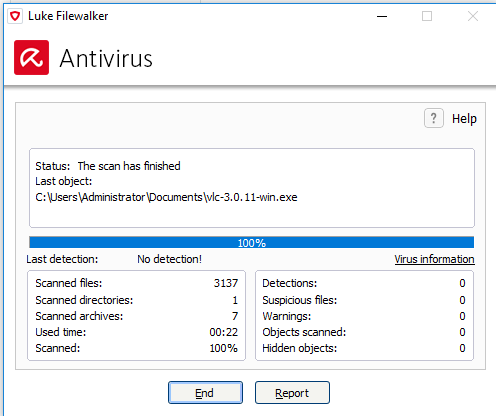 Luke Filewalker
Antivirus
? Help
Status: The scan has finished
Last object:
C:\Users\Administrator\Documents\vlc-3.0.11-win.exe
100%
Last detection: No detection! Virus information
Scanned files: 3137
Scanned directories: 1
Scanned archives: 7
Used time: 00:22
Scanned: 100%
Detections: 0
Suspicious files: 0
Warnings: 0
Objects scanned: 0
Hidden objects: 0
End Report